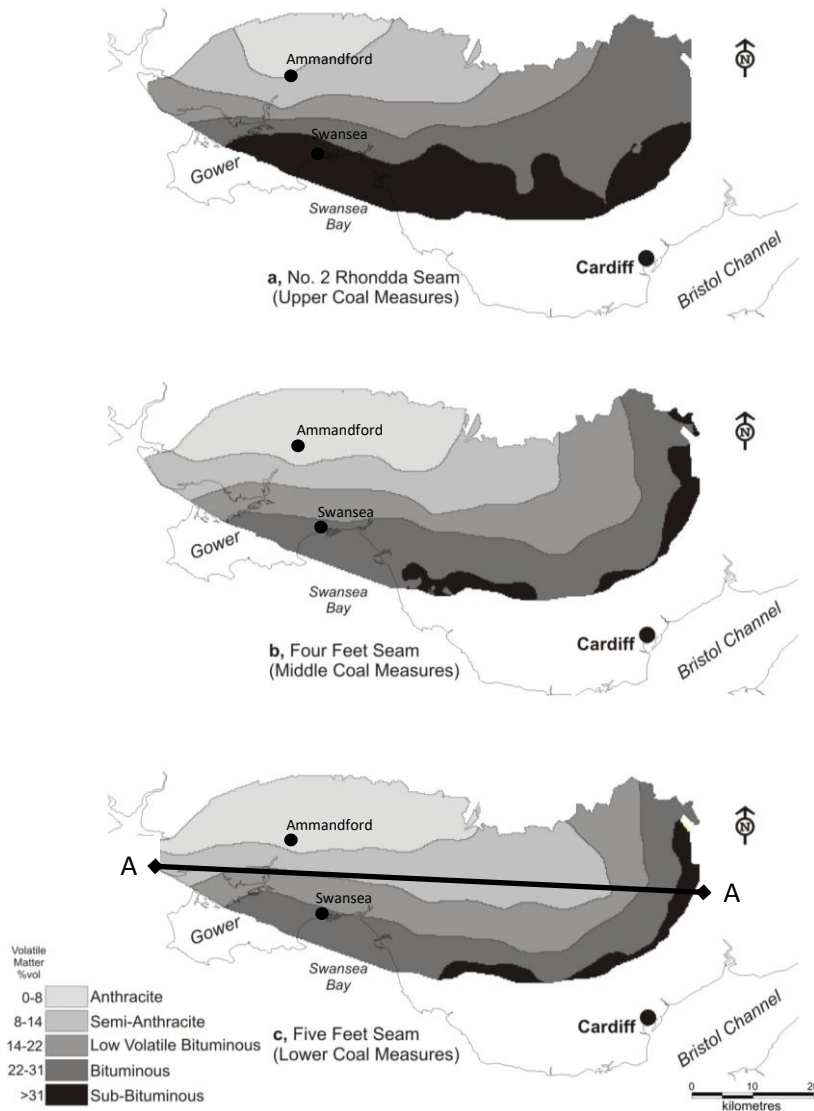 Ammandford
N
Swansea
Gower
Swansea
Bay
Cardiff
Bristol Channel
a, No. 2 Rhondda Seam
(Upper Coal Measures)
Ammandford
N
Swansea
Gower
Swansea
Bay
Cardiff
Bristol Channel
b, Four Feet Seam
(Middle Coal Measures)
Ammandford
N
A
A
Swansea
Gower
Swansea
Bay
Cardiff
Bristol Channel
c, Five Feet Seam
(Lower Coal Measures)
Volatile
Matter
%vol
0-8 Anthracite
8-14 Semi-Anthracite
14-22 Low Volatile Bituminous
22-31 Bituminous
>31 Sub-Bituminous
0 10 20
kilometres